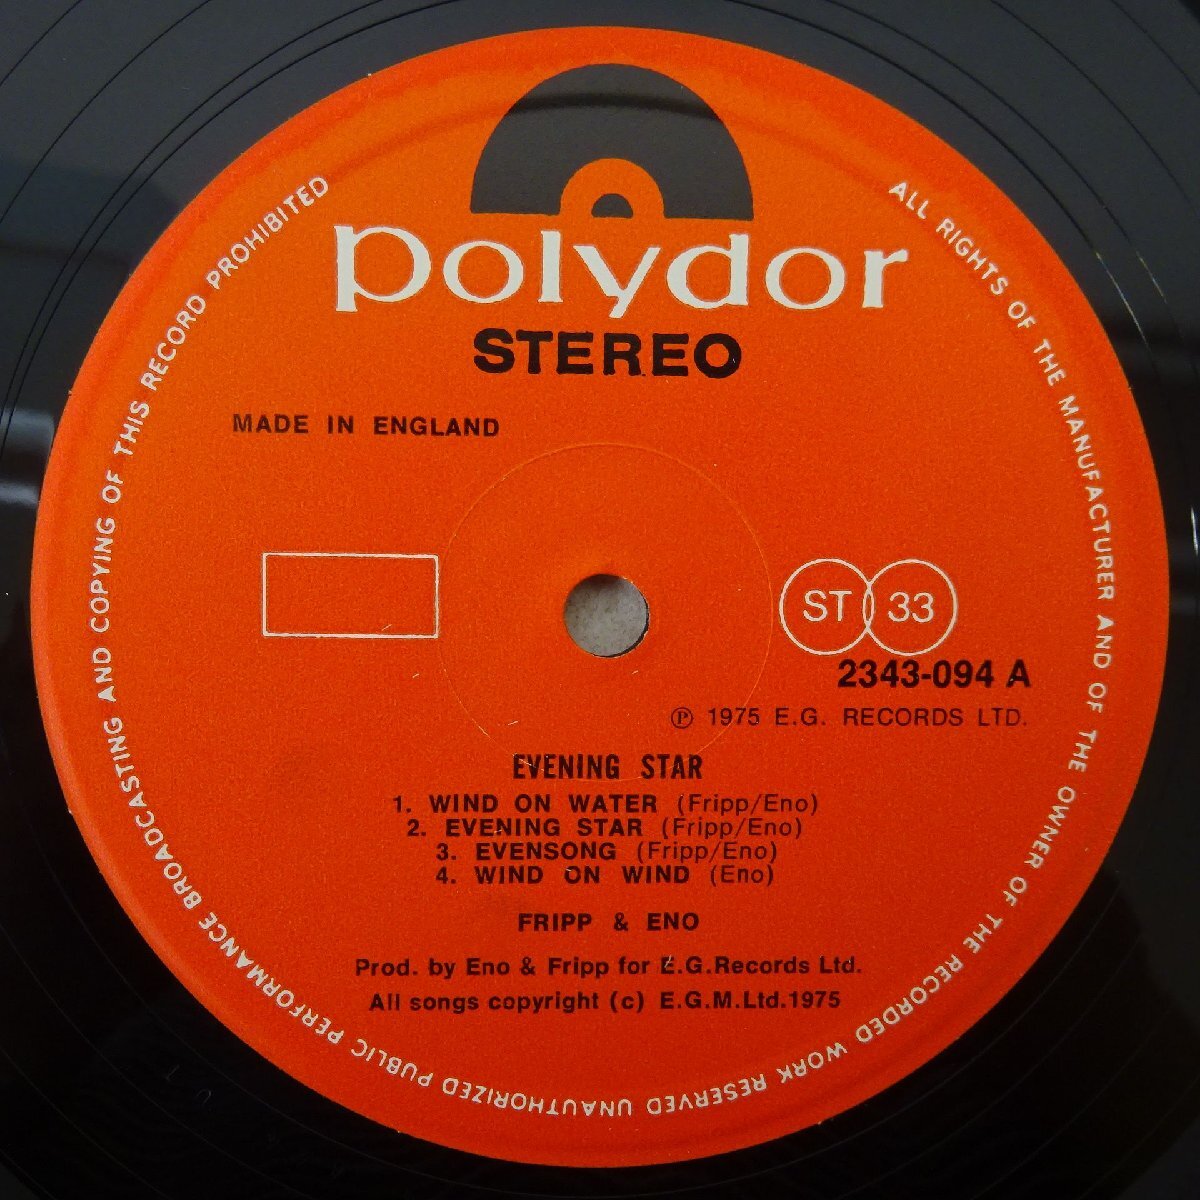 polydor
STEREO
MADE IN ENGLAND
ST 33
2343-094 A
℗ 1975 E.G. RECORDS LTD.
EVENING STAR
1. WIND ON WATER (Fripp/Eno)
2. EVENING STAR (Fripp/Eno)
3. EVENSONG (Fripp/Eno)
4. WIND ON WIND (Eno)
FRIPP & ENO
Prod. by Eno & Fripp for E.G.Records Ltd.
All songs copyright (c) E.G.M.Ltd.1975
ALL RIGHTS OF THE MANUFACTURER AND OF THE OWNER OF THE RECORDED WORK RESERVED UNAUTHORIZED PUBLIC PERFORMANCE BROADCASTING AND COPYING OF THIS RECORD PROHIBITED